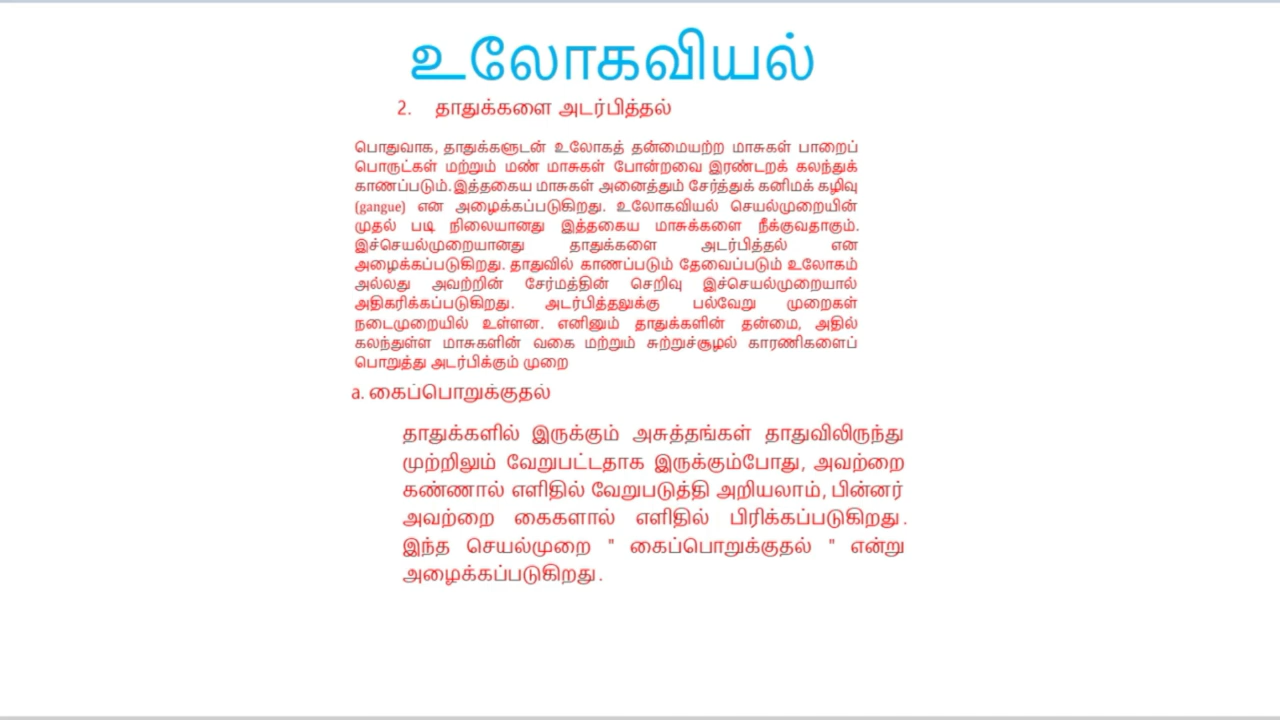 உலோகவியல்
2. தாதுக்களை அடர்பித்தல்
பொதுவாக, தாதுக்களுடன் உலோகத் தன்மையற்ற மாசுகள் பாறைப்
பொருட்கள் மற்றும் மண் மாசுகள் போன்றவை இரண்டறக் கலந்துக்
காணப்படும்.இத்தகைய மாசுகள் அனைத்தும் சேர்த்துக் கனிமக் கழிவு
(gangue) என அழைக்கப்படுகிறது. உலோகவியல் செயல்முறையின்
முதல் படி நிலையானது இத்தகைய மாசுக்களை நீக்குவதாகும்.
இச்செயல்முறையானது தாதுக்களை அடர்பித்தல் என
அழைக்கப்படுகிறது. தாதுவில் காணப்படும் தேவைப்படும் உலோகம்
அல்லது அவற்றின் சேர்மத்தின் செறிவு இச்செயல்முறையால்
அதிகரிக்கப்படுகிறது. அடர்பித்தலுக்கு பல்வேறு முறைகள்
நடைமுறையில் உள்ளன. எனினும் தாதுக்களின் தன்மை, அதில்
கலந்துள்ள மாசுகளின் வகை மற்றும் சுற்றுச்சூழல் காரணிகளைப்
பொறுத்து அடர்பிக்கும் முறை
a. கைப்பொறுக்குதல்
தாதுக்களில் இருக்கும் அசுத்தங்கள் தாதுவிலிருந்து
முற்றிலும் வேறுபட்டதாக இருக்கும்போது, அவற்றை
கண்ணால் எளிதில் வேறுபடுத்தி அறியலாம், பின்னர்
அவற்றை கைகளால் எளிதில் பிரிக்கப்படுகிறது.
இந்த செயல்முறை " கைப்பொறுக்குதல் " என்று
அழைக்கப்படுகிறது.